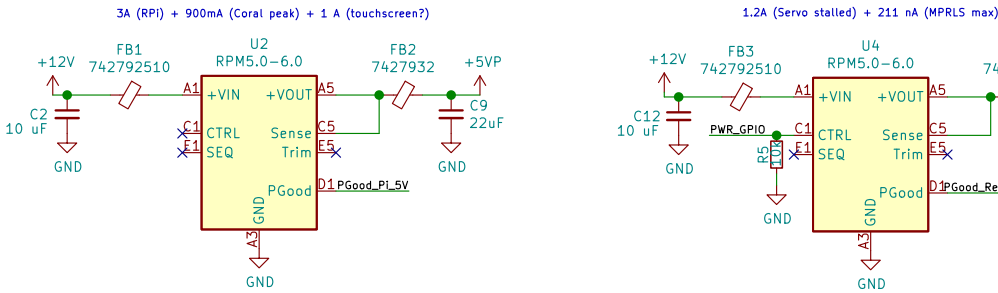 3A (RPi) + 900mA (Coral peak) + 1 A (touchscreen?)
1.2A (Servo stalled) + 211 nA (MPRLS max)
+12V
FB1
742792510
U2
RPM5.0-6.0
FB2
7427932
+5VP
C2
10 uF
GND
A1
+VIN
C1
CTRL
E1
SEQ
+VOUT
A5
Sense
C5
Trim
E5
PGood
D1
PGood_Pi_5V
GND
A3
GND
C9
22uF
GND
+12V
FB3
742792510
U4
RPM5.0-6.0
74
C12
10 uF
GND
PWR_GPIO
R5
10k
GND
A1
+VIN
C1
CTRL
E1
SEQ
+VOUT
A5
Sense
C5
Trim
E5
PGood
D1
PGood_Re
GND
A3
GND